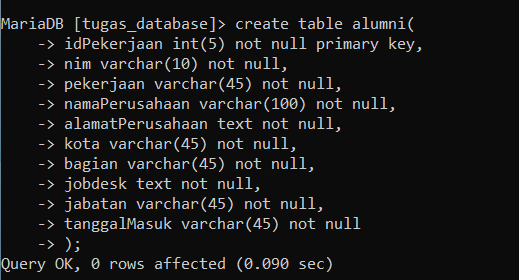 MariaDB [tugas_database]> create table alumni(
    -> idPekerjaan int(5) not null primary key,
    -> nim varchar(10) not null,
    -> pekerjaan varchar(45) not null,
    -> namaPerusahaan varchar(100) not null,
    -> alamatPerusahaan text not null,
    -> kota varchar(45) not null,
    -> bagian varchar(45) not null,
    -> jobdesk text not null,
    -> jabatan varchar(45) not null,
    -> tanggalMasuk varchar(45) not null
    -> );
Query OK, 0 rows affected (0.090 sec)